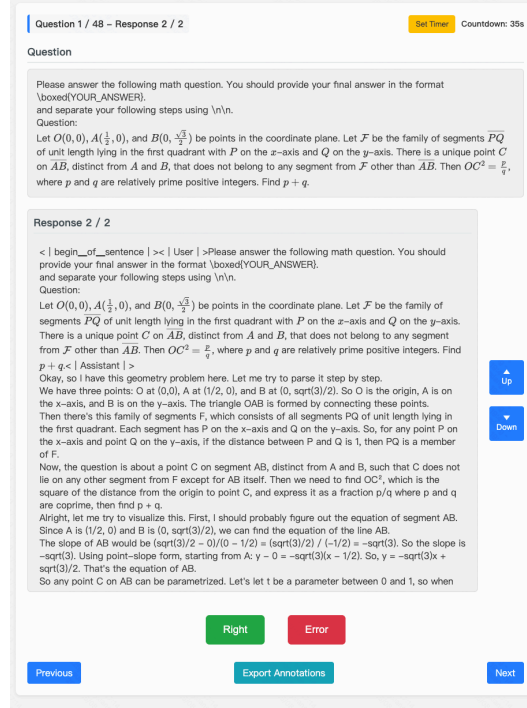 Question 1 / 48 – Response 2 / 2
Set Timer
Countdown: 35s
Question
Please answer the following math question. You should provide your final answer in the format
\boxed{YOUR_ANSWER}.
and separate your following steps using \n\n.
Question:
Let O(0,0), A(1/2, 0), and B(0, √3/2) be points in the coordinate plane. Let F be the family of segments PQ
of unit length lying in the first quadrant with P on the x-axis and Q on the y-axis. There is a unique point C
on AB, distinct from A and B, that does not belong to any segment from F other than AB. Then OC² = p/q,
where p and q are relatively prime positive integers. Find p + q.
Response 2 / 2
< | begin__of__sentence | >< | User | >Please answer the following math question. You should
provide your final answer in the format \boxed{YOUR_ANSWER}.
and separate your following steps using \n\n.
Question:
Let O(0,0), A(1/2, 0), and B(0, √3/2) be points in the coordinate plane. Let F be the family of
segments PQ of unit length lying in the first quadrant with P on the x-axis and Q on the y-axis.
There is a unique point C on AB, distinct from A and B, that does not belong to any segment
from F other than AB. Then OC² = p/q, where p and q are relatively prime positive integers. Find
p + q.< | Assistant | >
Okay, so I have this geometry problem here. Let me try to parse it step by step.
We have three points: O at (0,0), A at (1/2, 0), and B at (0, sqrt(3)/2). So O is the origin, A is on
the x-axis, and B is on the y-axis. The triangle OAB is formed by connecting these points.
Then there's this family of segments F, which consists of all segments PQ of unit length lying in
the first quadrant. Each segment has P on the x-axis and Q on the y-axis. So, for any point P on
the x-axis and point Q on the y-axis, if the distance between P and Q is 1, then PQ is a member
of F.
Now, the question is about a point C on segment AB, distinct from A and B, such that C does not
lie on any other segment from F except for AB itself. Then we need to find OC², which is the
square of the distance from the origin to point C, and express it as a fraction p/q where p and q
are coprime, then find p + q.
Alright, let me try to visualize this. First, I should probably figure out the equation of segment AB.
Since A is (1/2, 0) and B is (0, sqrt(3)/2), we can find the equation of the line AB.
The slope of AB would be (sqrt(3)/2 – 0)/(0 – 1/2) = (sqrt(3)/2) / (-1/2) = -sqrt(3). So the slope is
-sqrt(3). Using point-slope form, starting from A: y – 0 = -sqrt(3)(x – 1/2). So, y = -sqrt(3)x +
sqrt(3)/2. That's the equation of AB.
So any point C on AB can be parametrized. Let's let t be a parameter between 0 and 1, so when
Up
Down
Right
Error
Previous
Export Annotations
Next